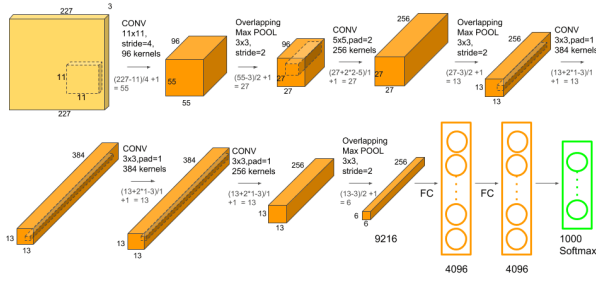 227
3
11
11
227
CONV
11x11,
stride=4,
96 kernels
(227-11)/4 +1
= 55
96
55
55
Overlapping
Max POOL
3x3,
stride=2
(55-3)/2 +1
= 27
96
27
27
CONV
5x5,pad=2
256 kernels
(27+2*2-5)/1
+1 = 27
256
27
27
Overlapping
Max POOL
3x3,
stride=2
(27-3)/2 +1
= 13
256
13
13
CONV
3x3,pad=1
384 kernels
(13+2*1-3)/1
+1 = 13
384
13
13
CONV
3x3,pad=1
384 kernels
(13+2*1-3)/1
+1 = 13
384
13
13
CONV
3x3,pad=1
256 kernels
(13+2*1-3)/1
+1 = 13
256
13
13
Overlapping
Max POOL
3x3,
stride=2
(13-3)/2 +1
= 6
256
6
6
9216
FC
4096
FC
4096
1000
Softmax